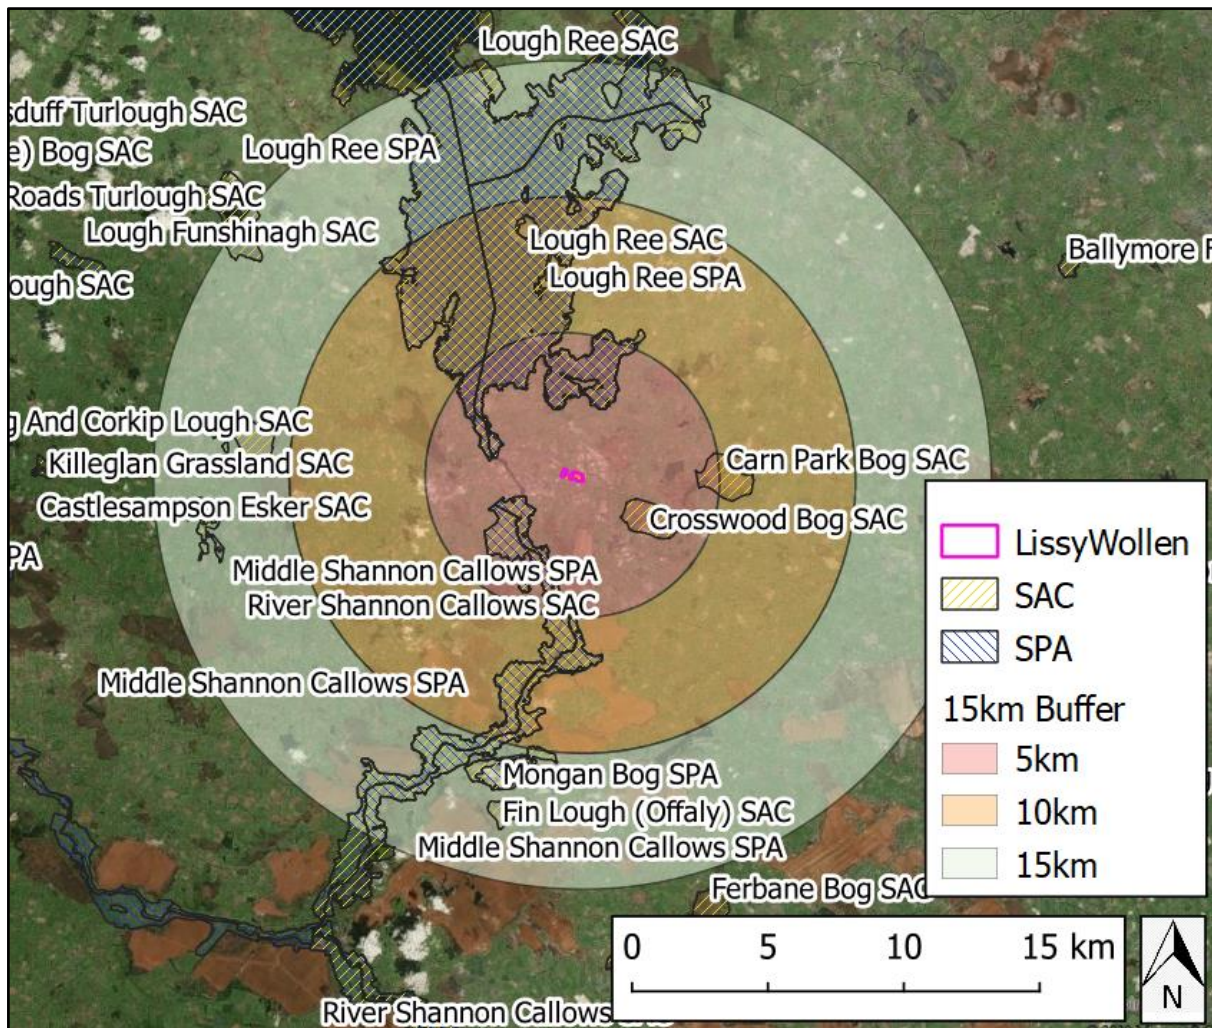 Lough Ree SAC
sduff Turlough SAC
Lough Ree SPA
e) Bog SAC
Roads Turlough SAC
Lough Funshinagh SAC
Lough Ree SAC
Lough Ree SPA
Ballymore F
ough SAC
g And Corkip Lough SAC
Killeglan Grassland SAC
Carn Park Bog SAC
Castlesampson Esker SAC
Crosswood Bog SAC
PA
Middle Shannon Callows SPA
River Shannon Callows SAC
Middle Shannon Callows SPA
Mongan Bog SPA
Fin Lough (Offaly) SAC
Middle Shannon Callows SPA
Ferbane Bog SAC
River Shannon Callows SAC
LissyWollen
SAC
SPA
15km Buffer
5km
10km
15km
0 5 10 15 km
N